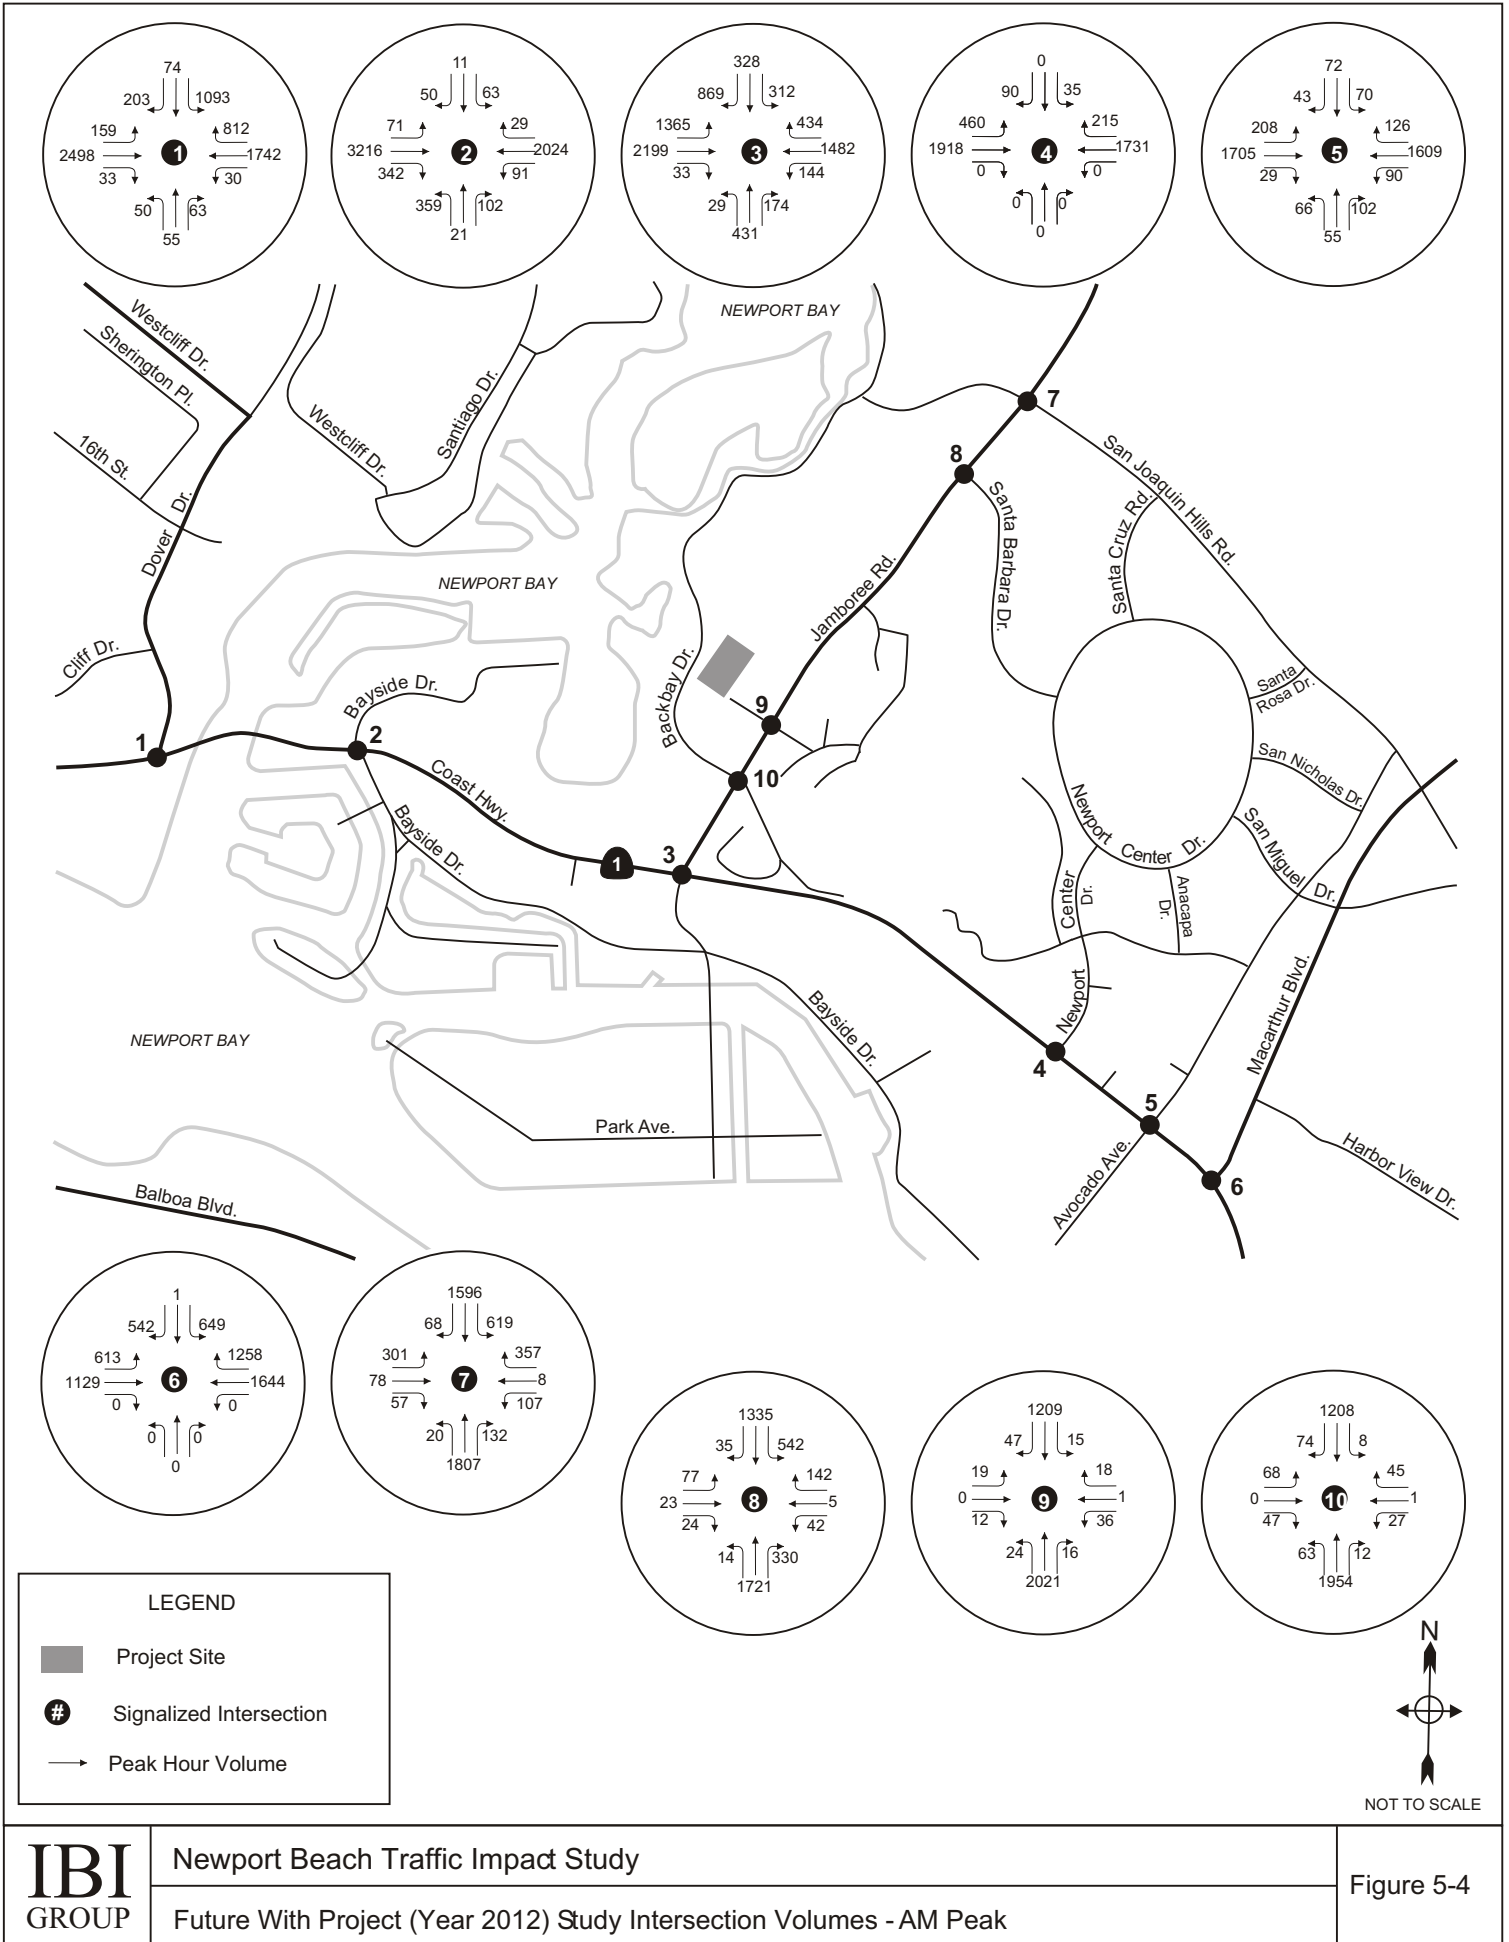 74
203 1093
159 812
2498 1 1742
33 30
50 63
55
11
50 63
71 29
3216 2 2024
342 91
359 102
21
328
869 312
1365 434
2199 3 1482
33 144
29 174
431
0
90 35
460 215
1918 4 1731
0 0
0 0
0
72
43 70
208 126
1705 5 1609
29 90
66 102
55
NEWPORT BAY
Westcliff Dr.
Sherington Pl.
16th St.
Dover Dr.
Westcliff Dr.
Santiago Dr.
7
8
San Joaquin Hills Rd.
Santa Cruz Rd.
Santa Barbara Dr.
Jamboree Rd.
NEWPORT BAY
Cliff Dr.
Bayside Dr.
Backbay Dr.
Santa
Rosa Dr.
9
1
2
10
Coast Hwy.
San Nicholas Dr.
Newport Center Dr.
San Miguel Dr.
Bayside Dr.
1
3
Center
Dr.
Anacapa
Dr.
Newport
Macarthur Blvd.
Bayside Dr.
NEWPORT BAY
4
5
Park Ave.
Avocado Ave.
Harbor View Dr.
6
Balboa Blvd.
1
542 649
613 1258
1129 6 1644
0 0
0 0
0
1596
68 619
301 357
78 7 8
57 107
20 132
1807
1335
35 542
77 142
23 8 5
24 42
14 330
1721
1209
47 15
19 18
0 9 1
12 36
24 16
2021
1208
74 8
68 45
0 10 1
47 27
63 12
1954
LEGEND
Project Site
# Signalized Intersection
Peak Hour Volume
N
NOT TO SCALE
IBI
GROUP
Newport Beach Traffic Impact Study
Future With Project (Year 2012) Study Intersection Volumes - AM Peak
Figure 5-4